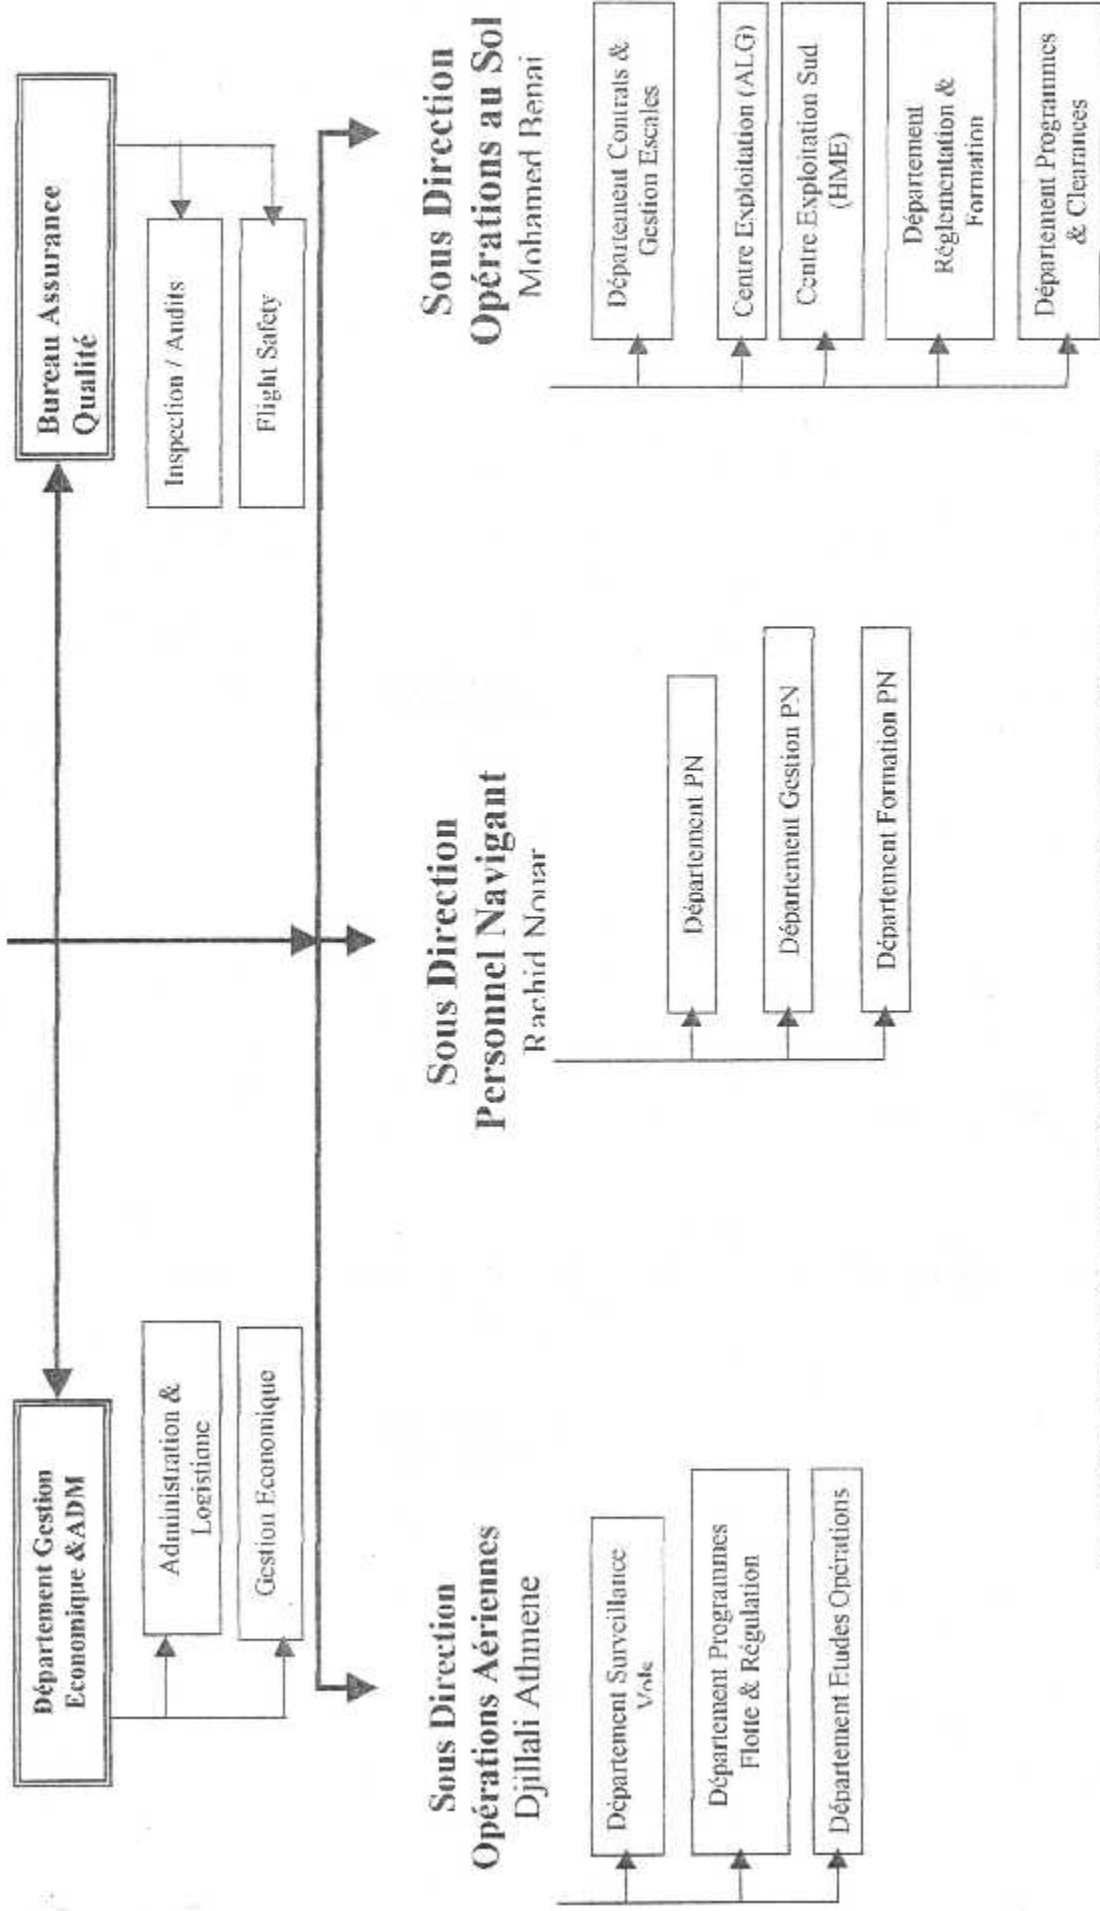 Département Gestion
Economique &ADM
Bureau Assurance
Qualité
Administration &
Logistique
Gestion Economique
Inspection / Audits
Flight Safety
Sous Direction
Opérations Aériennes
Djillali Athmene
Département Surveillance
Vols
Département Programmes
Flotte & Régulation
Département Etudes Opérations
Sous Direction
Personnel Navigant
Rachid Nouar
Département PN
Département Gestion PN
Département Formation PN
Sous Direction
Opérations au Sol
Mohamed Benai
Département Contrats &
Gestion Escales
Centre Exploitation (ALG)
Centre Exploitation Sud
(HME)
Département
Réglementation &
Formation
Département Programmes
& Clearances